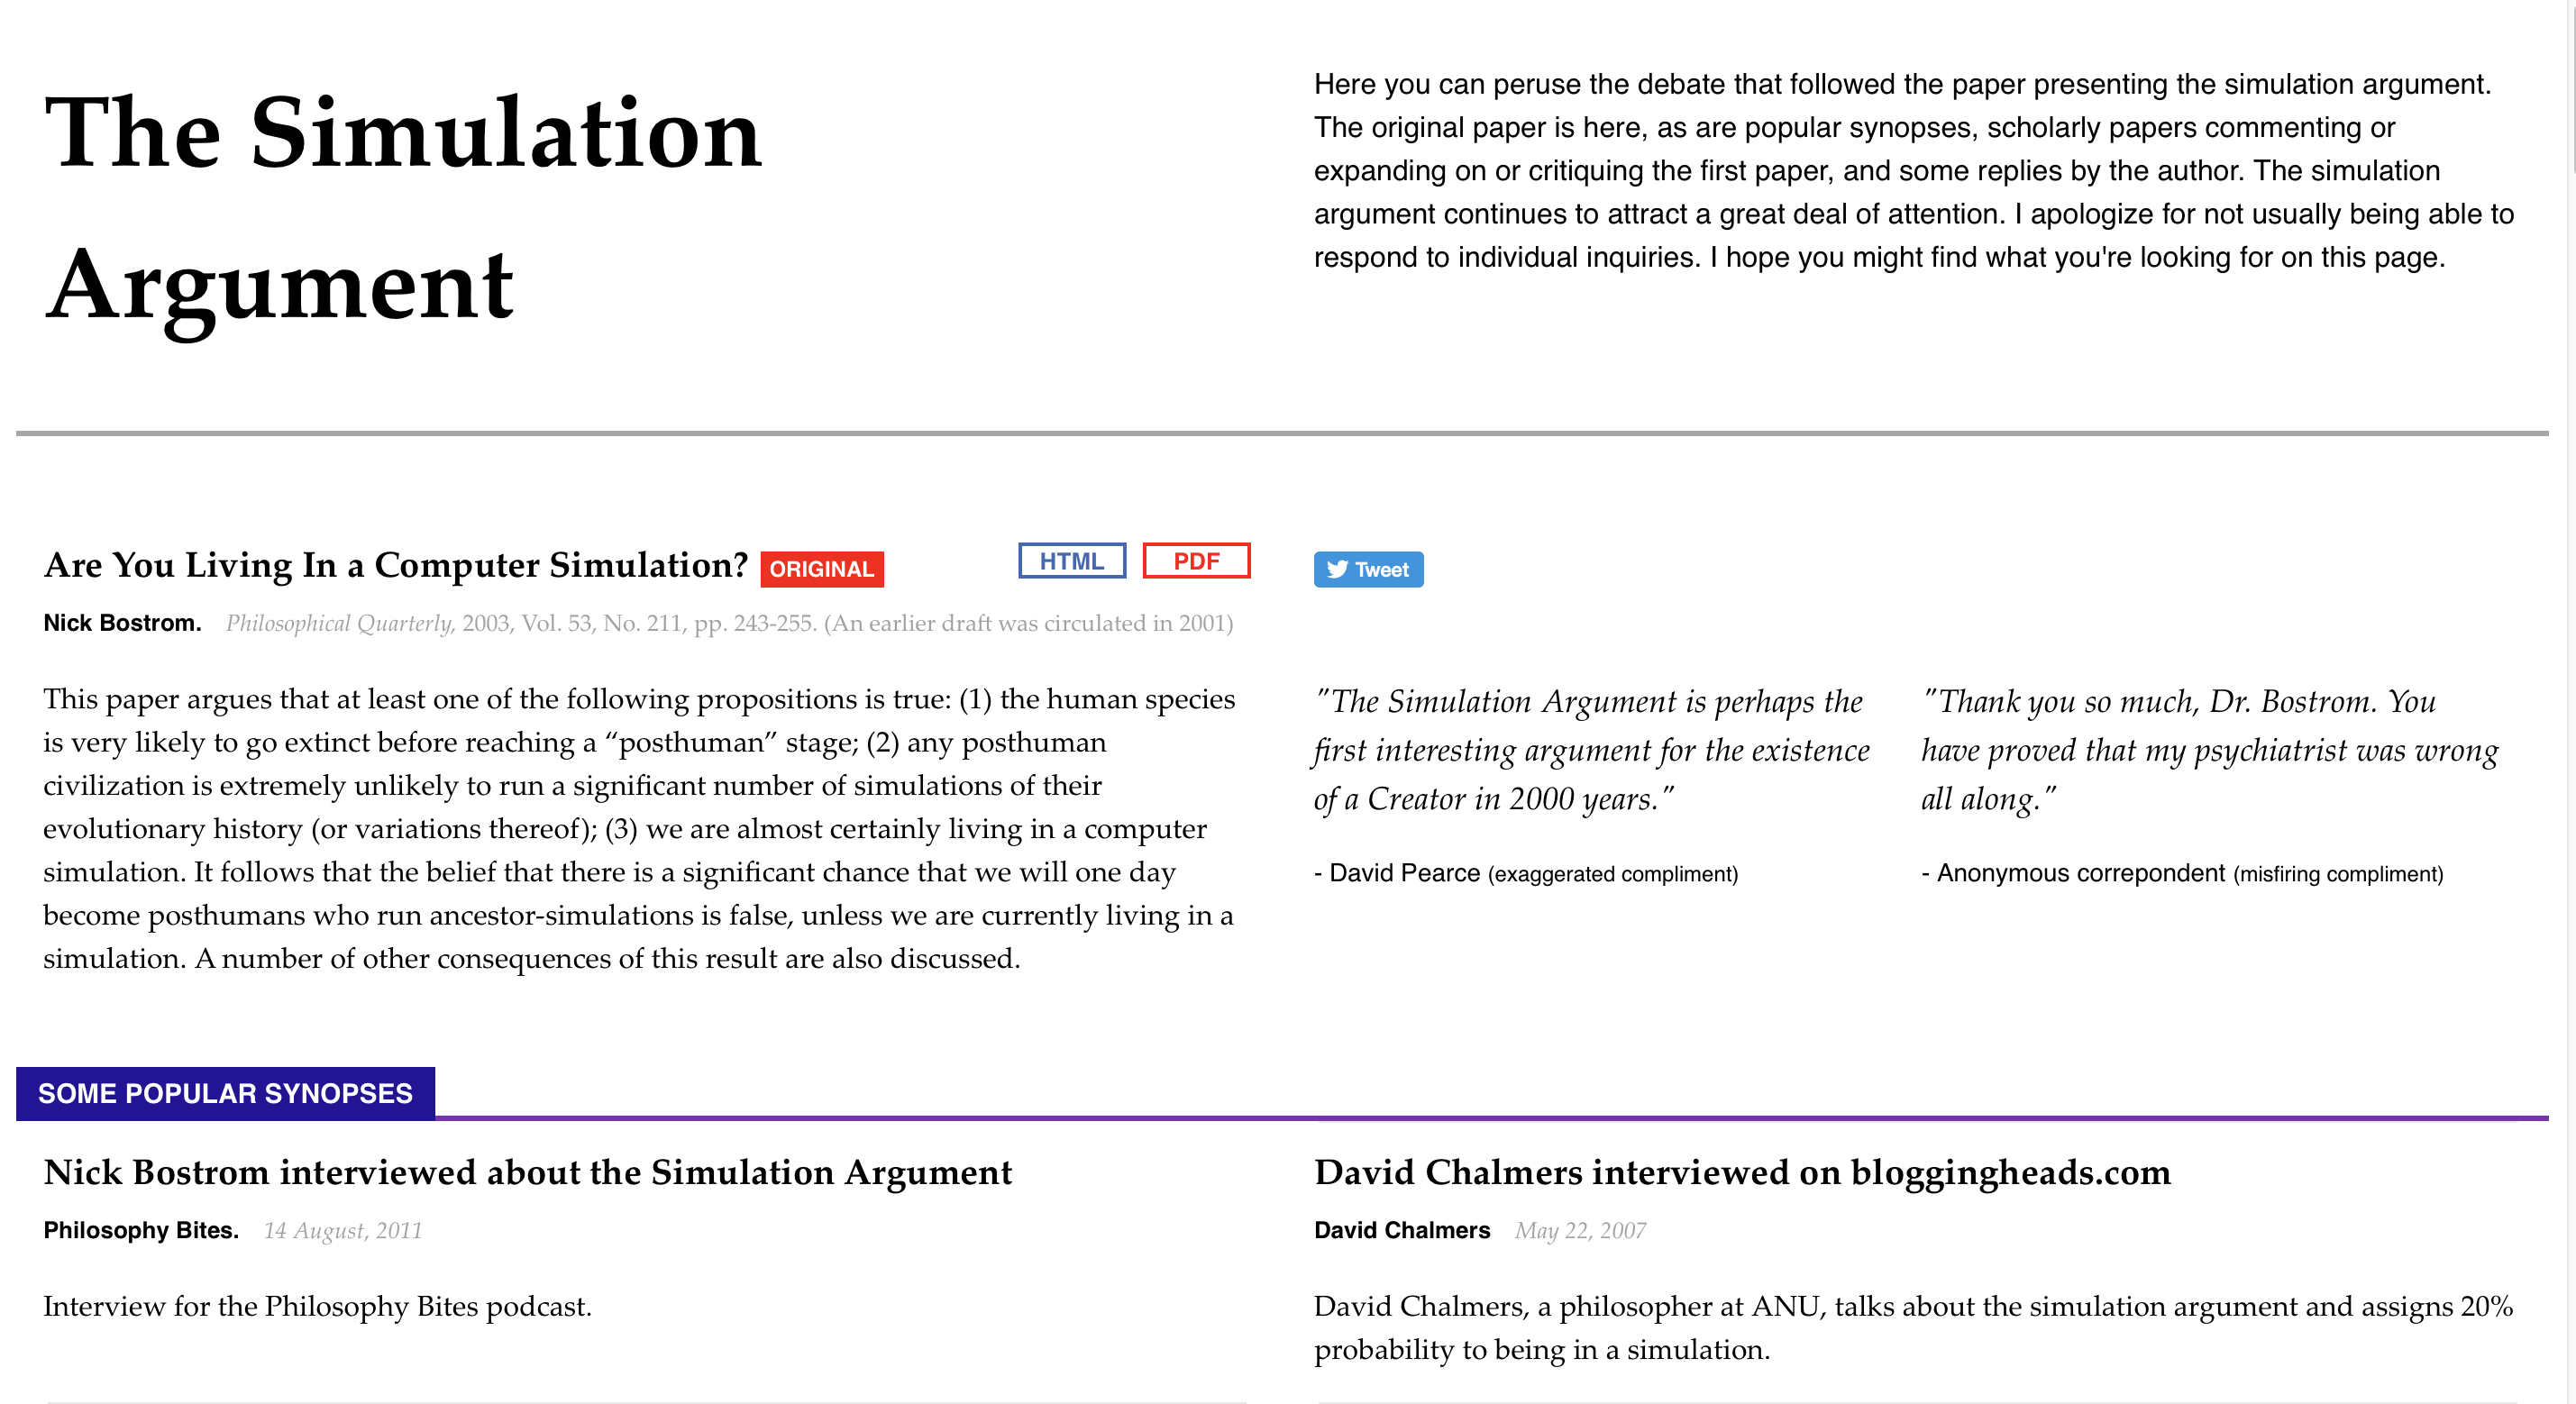 The Simulation
Argument
Here you can peruse the debate that followed the paper presenting the simulation argument.
The original paper is here, as are popular synopses, scholarly papers commenting or
expanding on or critiquing the first paper, and some replies by the author. The simulation
argument continues to attract a great deal of attention. I apologize for not usually being able to
respond to individual inquiries. I hope you might find what you're looking for on this page.
Are You Living In a Computer Simulation? ORIGINAL HTML PDF
Nick Bostrom. Philosophical Quarterly, 2003, Vol. 53, No. 211, pp. 243-255. (An earlier draft was circulated in 2001)
This paper argues that at least one of the following propositions is true: (1) the human species
is very likely to go extinct before reaching a “posthuman” stage; (2) any posthuman
civilization is extremely unlikely to run a significant number of simulations of their
evolutionary history (or variations thereof); (3) we are almost certainly living in a computer
simulation. It follows that the belief that there is a significant chance that we will one day
become posthumans who run ancestor-simulations is false, unless we are currently living in a
simulation. A number of other consequences of this result are also discussed.
Tweet
"The Simulation Argument is perhaps the
first interesting argument for the existence
of a Creator in 2000 years."
- David Pearce (exaggerated compliment)
"Thank you so much, Dr. Bostrom. You
have proved that my psychiatrist was wrong
all along."
- Anonymous correpondent (misfiring compliment)
SOME POPULAR SYNOPSES
Nick Bostrom interviewed about the Simulation Argument
Philosophy Bites. 14 August, 2011
Interview for the Philosophy Bites podcast.
David Chalmers interviewed on bloggingheads.com
David Chalmers May 22, 2007
David Chalmers, a philosopher at ANU, talks about the simulation argument and assigns 20%
probability to being in a simulation.